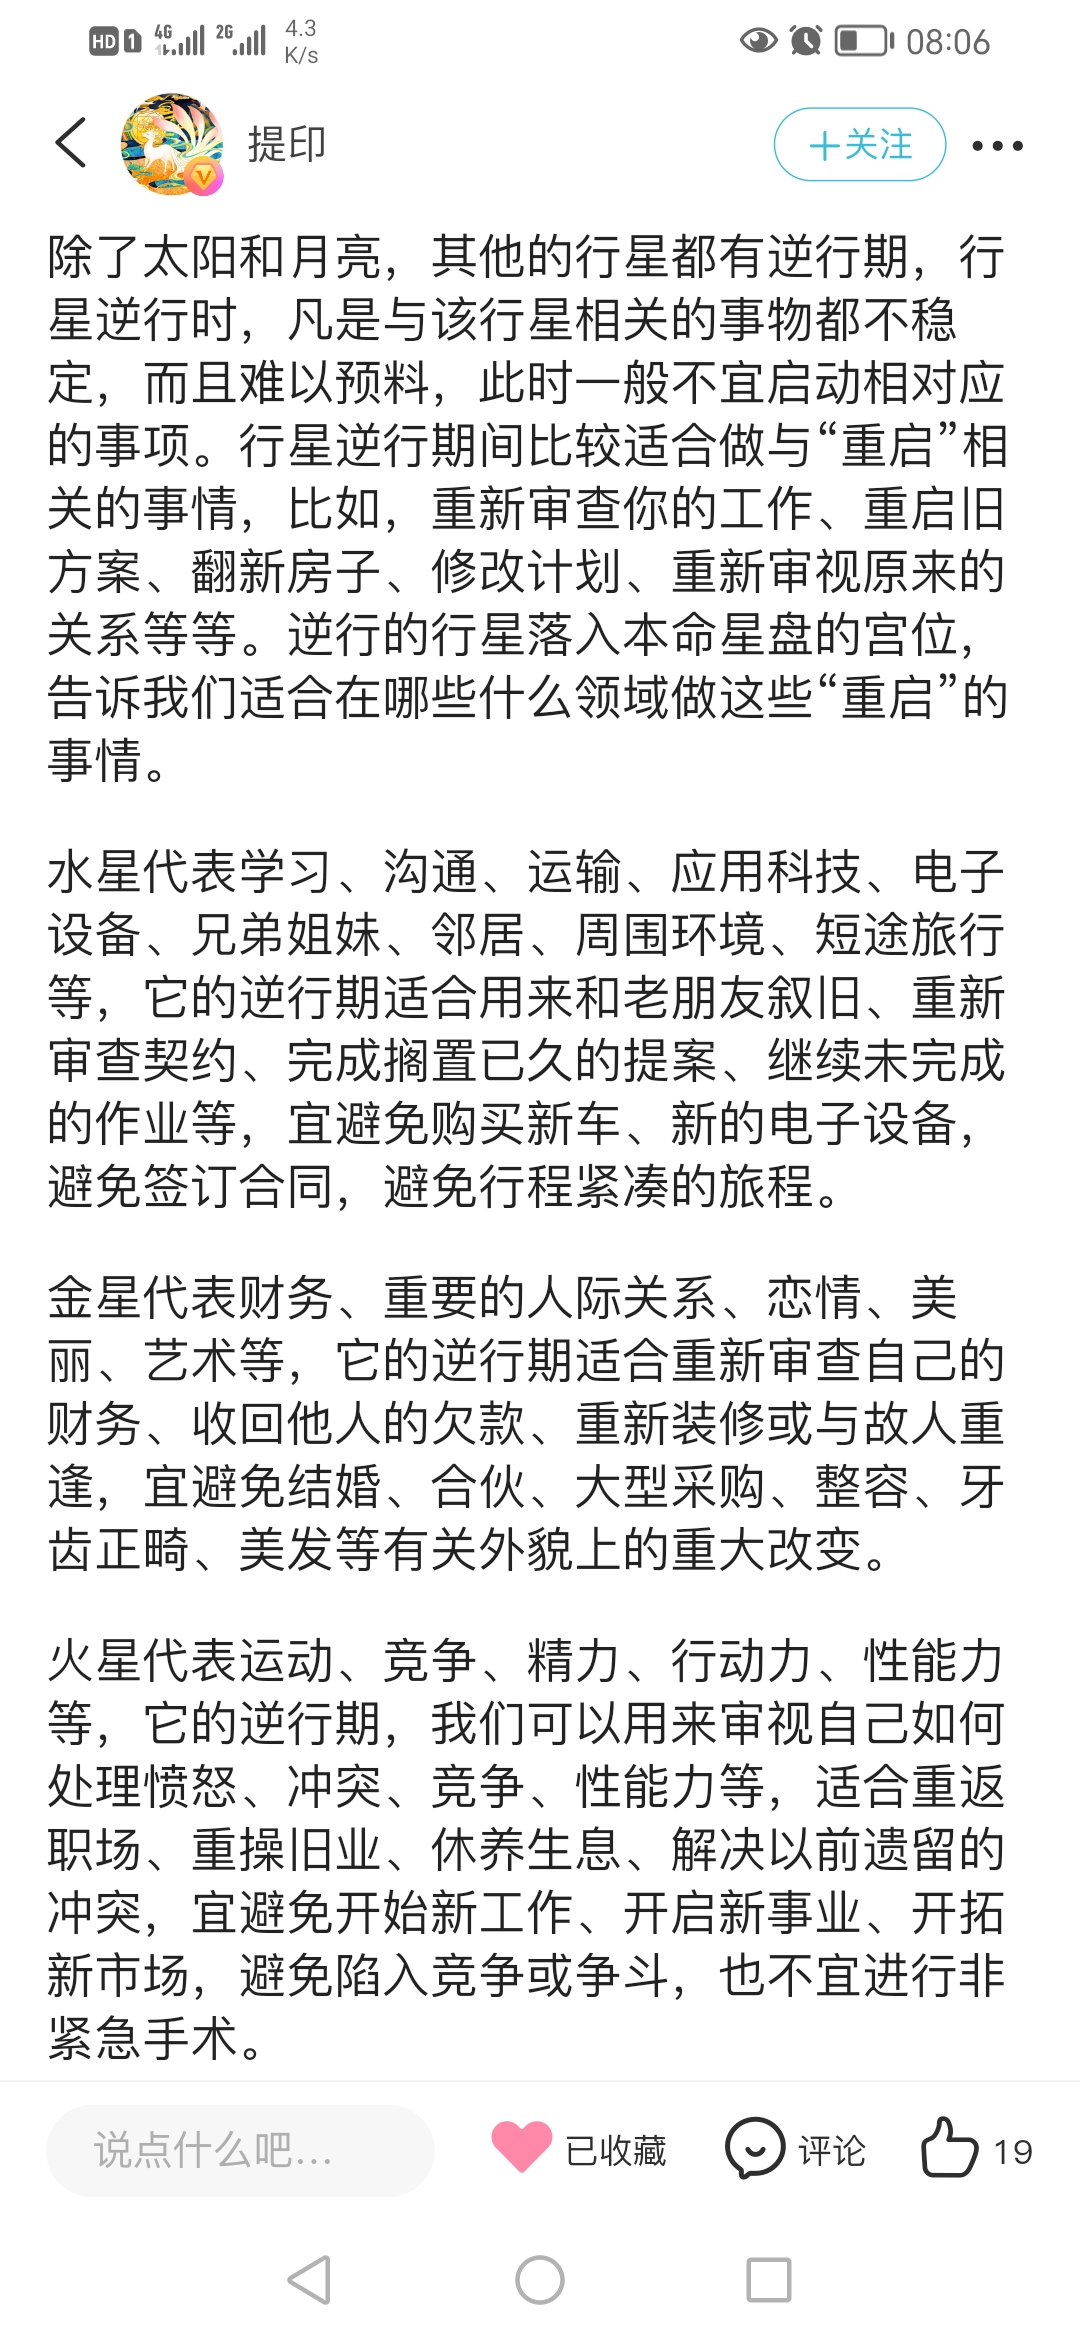 HD 1 4G 2G 4.3 K/s 08:06
提印 +关注
除了太阳和月亮，其他的行星都有逆行期，行
星逆行时，凡是与该行星相关的事物都不稳
定，而且难以预料，此时一般不宜启动相对应
的事项。行星逆行期间比较适合做与“重启”相
关的事情，比如，重新审查你的工作、重启旧
方案、翻新房子、修改计划、重新审视原来的
关系等等。逆行的行星落入本命星盘的宫位，
告诉我们适合在哪些什么领域做这些“重启”的
事情。
水星代表学习、沟通、运输、应用科技、电子
设备、兄弟姐妹、邻居、周围环境、短途旅行
等，它的逆行期适合用来和老朋友叙旧、重新
审查契约、完成搁置已久的提案、继续未完成
的作业等，宜避免购买新车、新的电子设备，
避免签订合同，避免行程紧凑的旅程。
金星代表财务、重要的人际关系、恋情、美
丽、艺术等，它的逆行期适合重新审查自己的
财务、收回他人的欠款、重新装修或与故人重
逢，宜避免结婚、合伙、大型采购、整容、牙
齿正畸、美发等有关外貌上的重大改变。
火星代表运动、竞争、精力、行动力、性能力
等，它的逆行期，我们可以用来审视自己如何
处理愤怒、冲突、竞争、性能力等，适合重返
职场、重操旧业、休养生息、解决以前遗留的
冲突，宜避免开始新工作、开启新事业、开拓
新市场，避免陷入竞争或争斗，也不宜进行非
紧急手术。
说点什么吧... 已收藏 评论 19